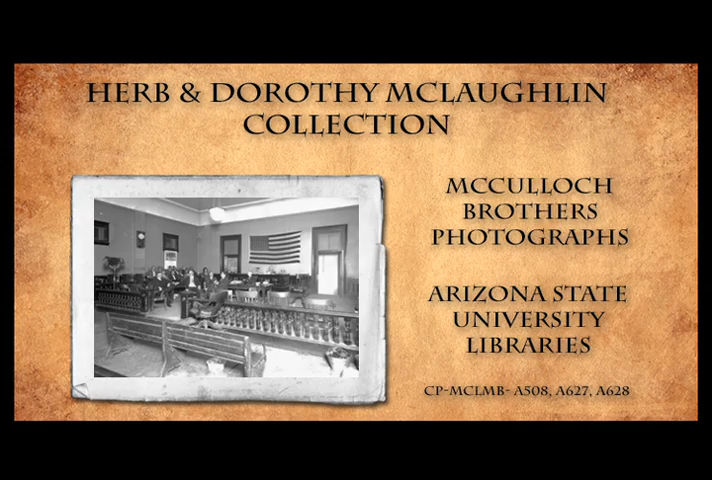 HERB & DOROTHY MCLAUGHLIN
COLLECTION
MCCULLOCH
BROTHERS
PHOTOGRAPHS
ARIZONA STATE
UNIVERSITY
LIBRARIES
CP-MCLMB- A508, A627, A628